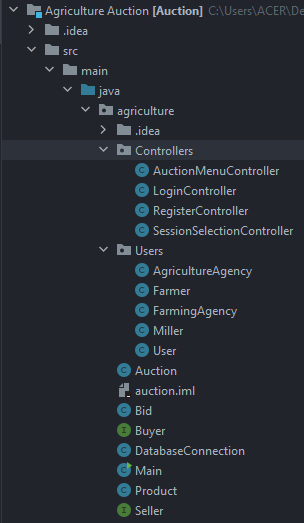 Agriculture Auction [Auction] C:\Users\ACER\De
.idea
src
main
java
agriculture
.idea
Controllers
AuctionMenuController
LoginController
RegisterController
SessionSelectionController
Users
AgricultureAgency
Farmer
FarmingAgency
Miller
User
Auction
auction.iml
Bid
Buyer
DatabaseConnection
Main
Product
Seller